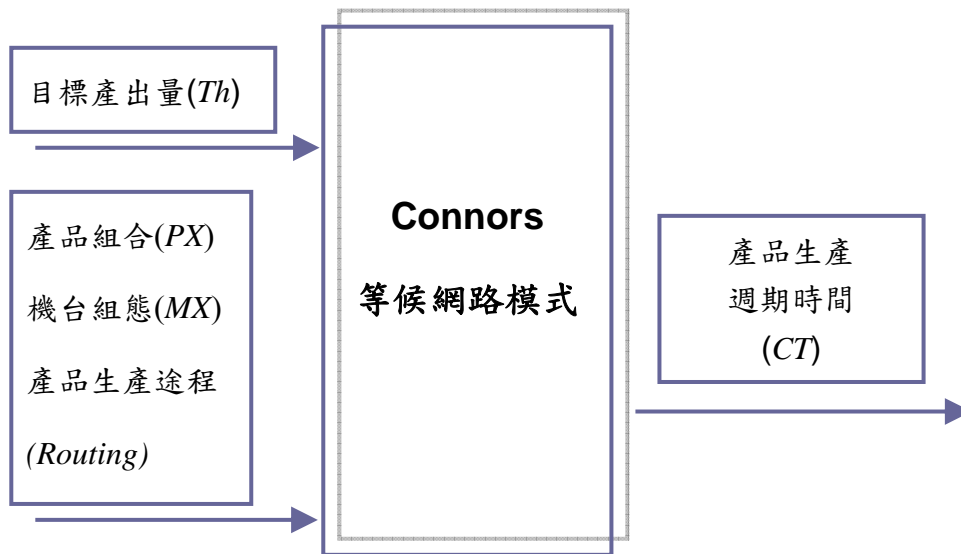 目標產出量(Th)
產品組合(PX)
機台組態(MX)
產品生產途程
(Routing)
Connors
等候網路模式
產品生產
週期時間
(CT)